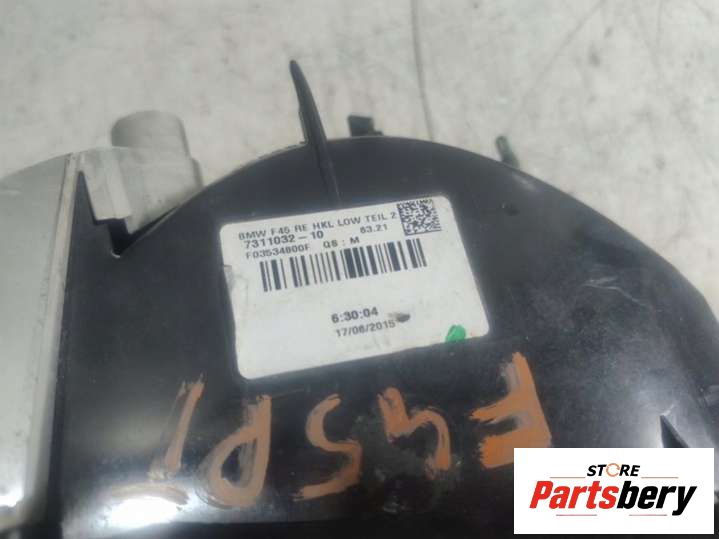 BMW F45 RE HKL LOW TEIL 2
7311032-10 63.21
F03534800F QS : M
6:30:04
17/06/2015
F45P1
STORE
Partsbery